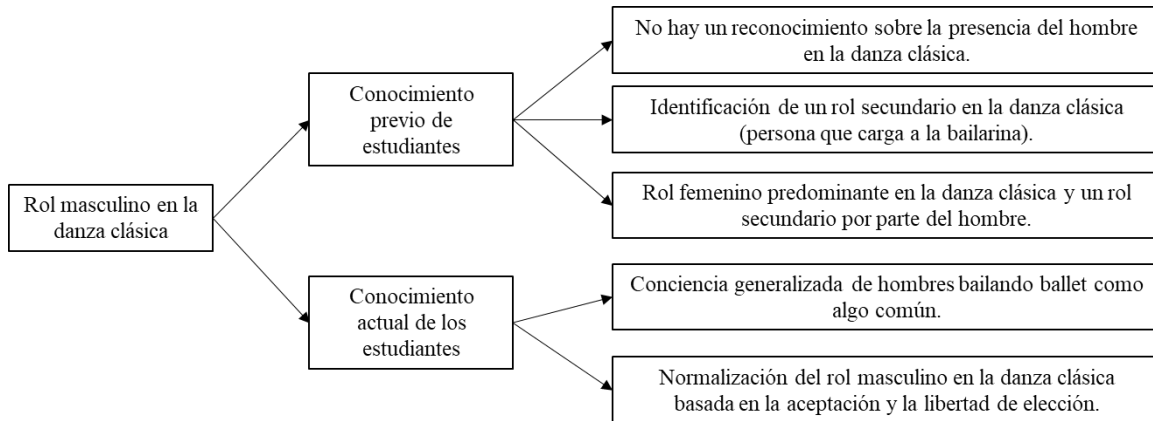 Rol masculino en la
danza clásica
Conocimiento
previo de
estudiantes
No hay un reconocimiento sobre la presencia del hombre
en la danza clásica.
Identificación de un rol secundario en la danza clásica
(persona que carga a la bailarina).
Rol femenino predominante en la danza clásica y un rol
secundario por parte del hombre.
Conocimiento
actual de los
estudiantes
Conciencia generalizada de hombres bailando ballet como
algo común.
Normalización del rol masculino en la danza clásica
basada en la aceptación y la libertad de elección.